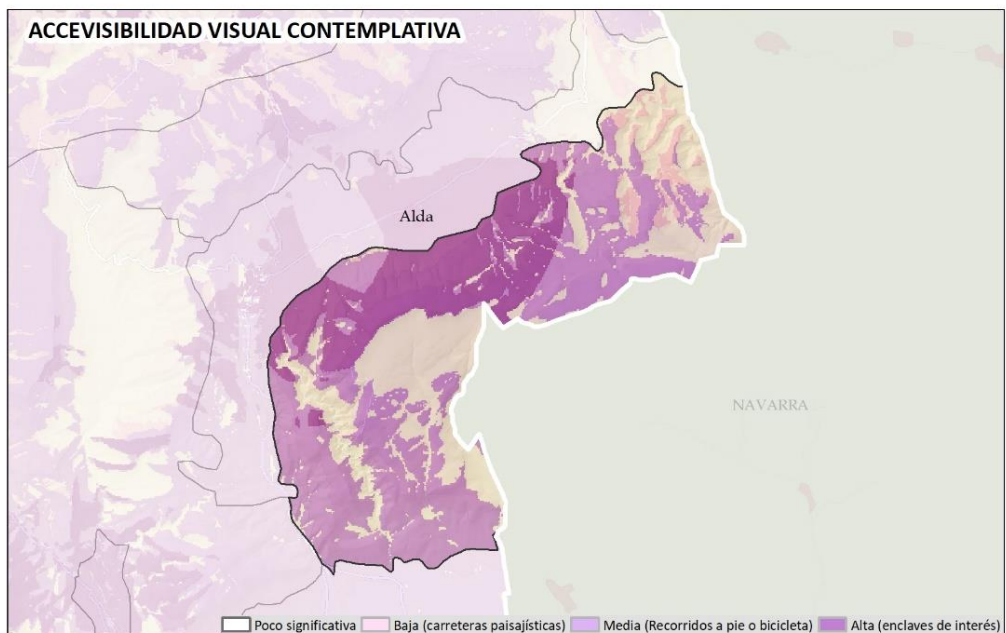 ACCEVISIBILIDAD VISUAL CONTEMPLATIVA
Alda
NAVARRA
Poco significativa Baja (carreteras paisajísticas) Media (Recorridos a pie o bicicleta) Alta (enclaves de interés)